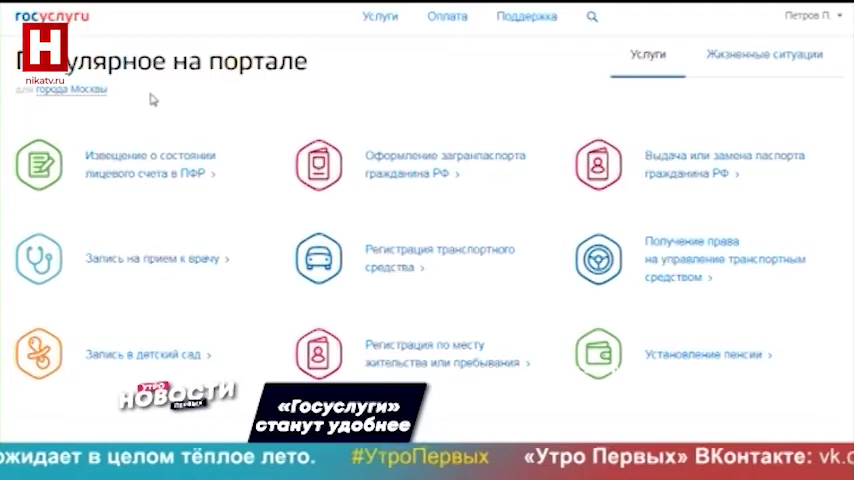 госуслуги
Услуги Оплата Поддержка
Петров П.
Н
nikatv.ru
улярное на портале
для города Москвы
Услуги Жизненные ситуации
Извещение о состоянии
лицевого счета в ПФР ›
Оформление загранпаспорта
гражданина РФ ›
Выдача или замена паспорта
гражданина РФ ›
Запись на прием к врачу ›
Регистрация транспортного
средства ›
Получение права
на управление транспортным
средством ›
Запись в детский сад ›
Регистрация по месту
жительства или пребывания ›
Установление пенсии ›
УТРО
НОВОСТИ
ПЕРВЫХ
«Госуслуги»
станут удобнее
ожидает в целом тёплое лето. #УтроПервых «Утро Первых» ВКонтакте: vk.c